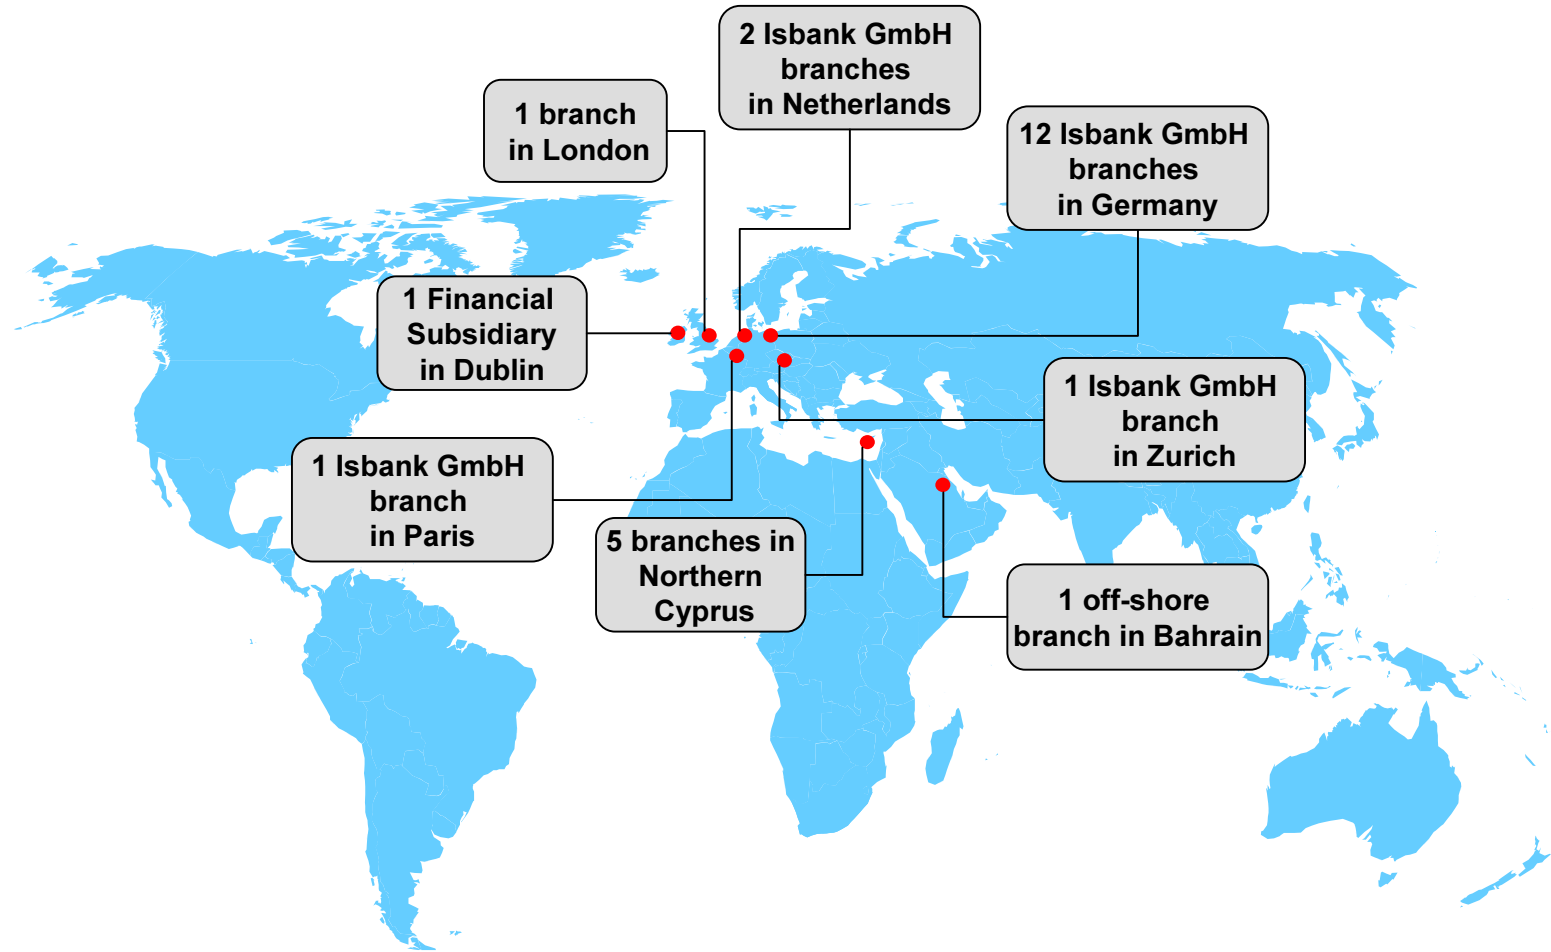 2 Isbank GmbH
branches
in Netherlands
1 branch
in London
12 Isbank GmbH
branches
in Germany
1 Financial
Subsidiary
in Dublin
1 Isbank GmbH
branch
in Zurich
1 Isbank GmbH
branch
in Paris
5 branches in
Northern
Cyprus
1 off-shore
branch in Bahrain